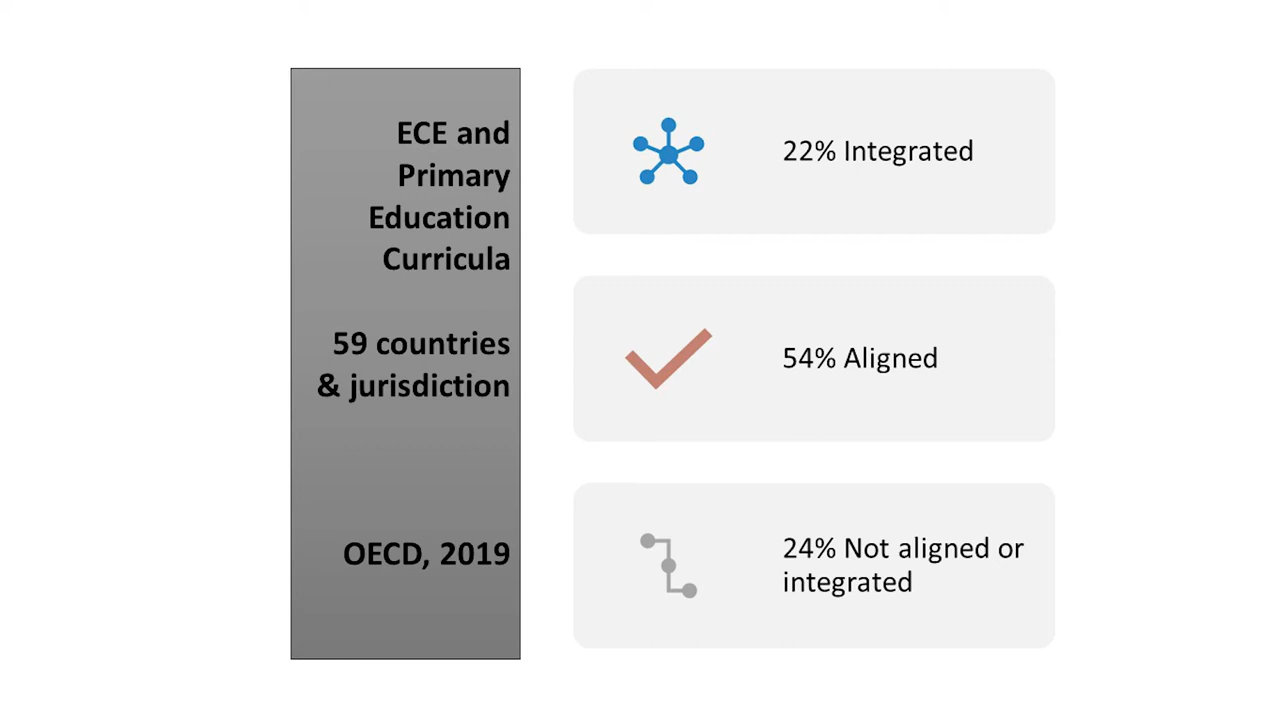 ECE and
Primary
Education
Curricula
59 countries
& jurisdiction
OECD, 2019
22% Integrated
54% Aligned
24% Not aligned or
integrated